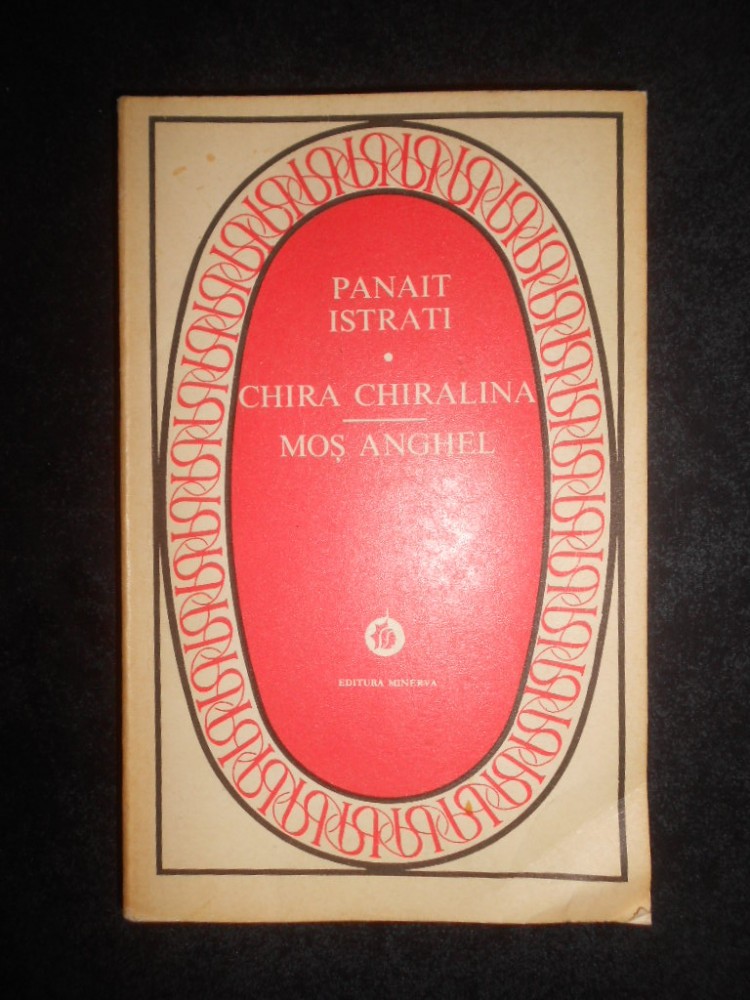 PANAIT
ISTRATI
•
CHIRA CHIRALINA
MOȘ ANGHEL
EDITURA MINERVA